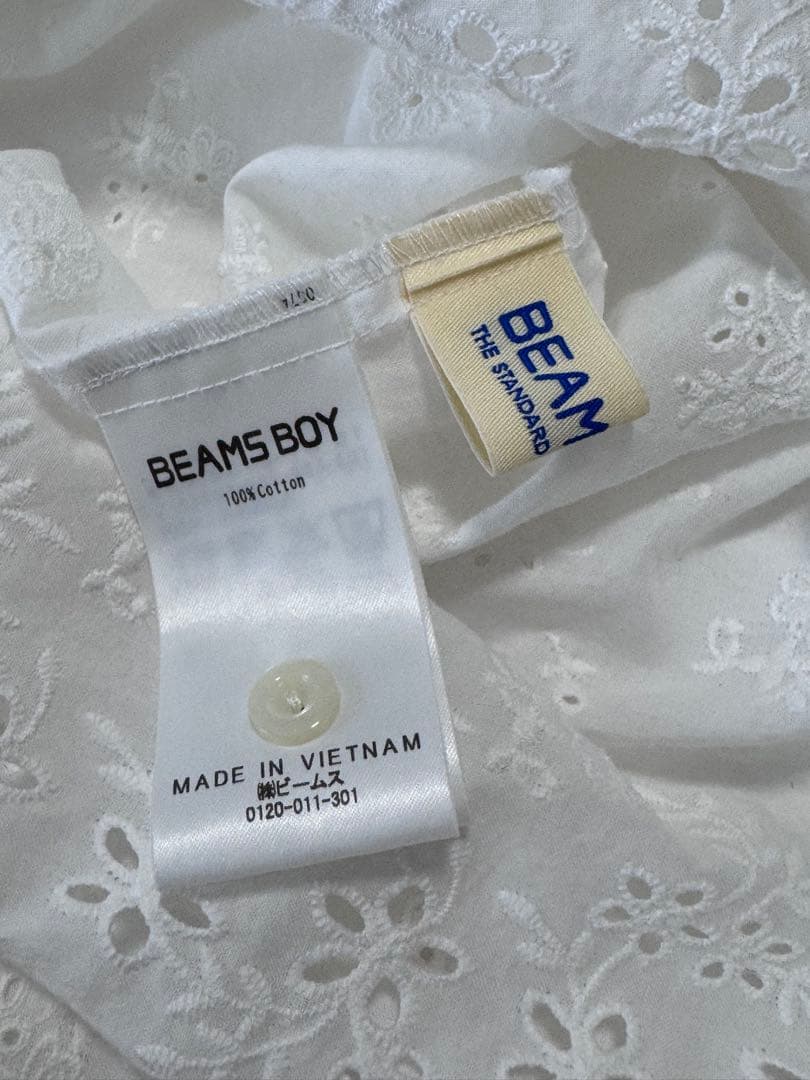 BEAMS BOY
100% Cotton
MADE IN VIETNAM
㈱ビームス
0120-011-301
BEAM
THE STANDARD